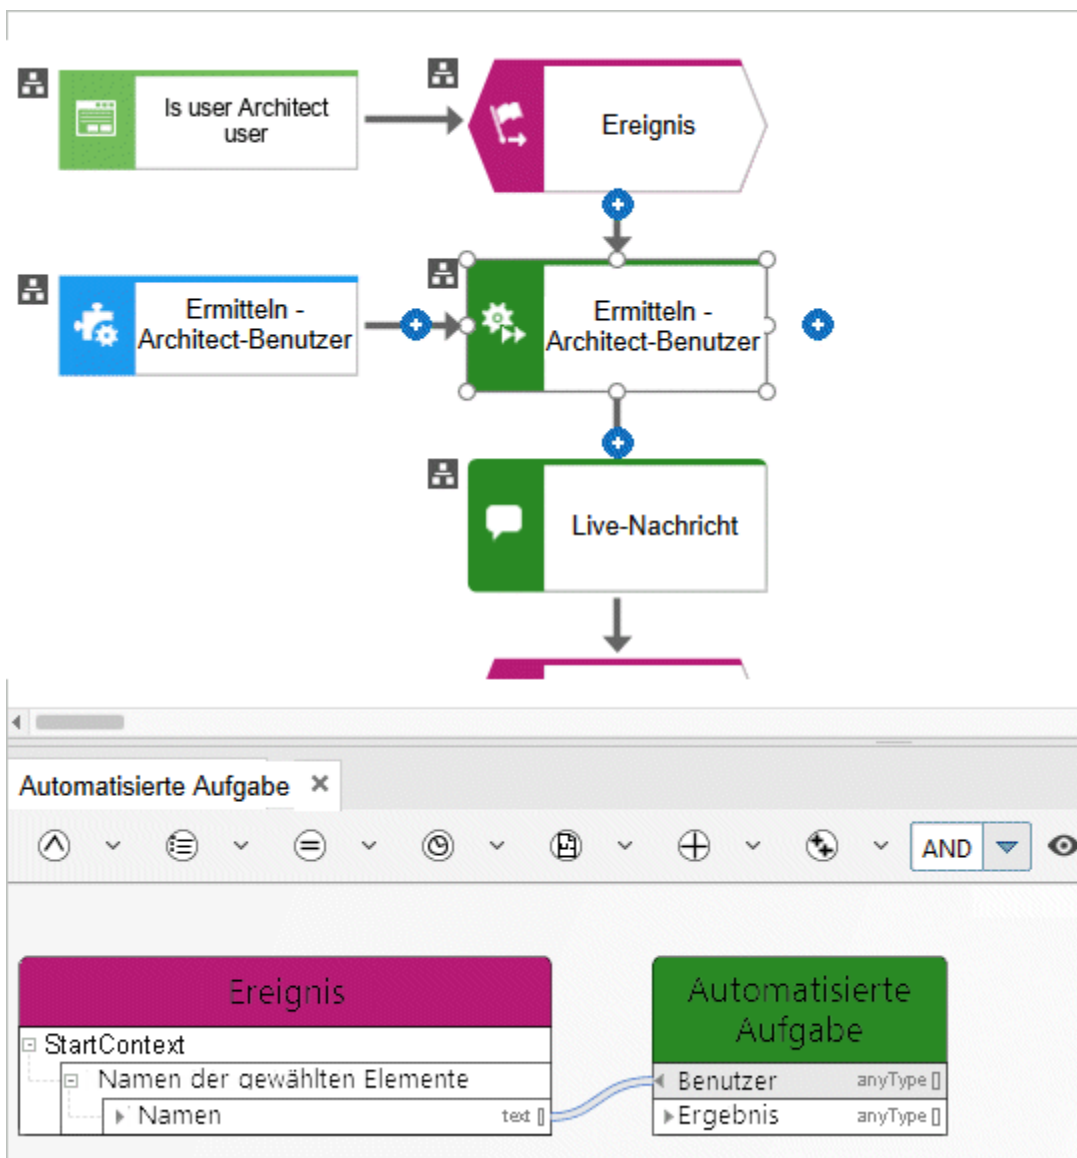 Is user Architect
user
Ereignis
Ermitteln -
Architect-Benutzer
Ermitteln -
Architect-Benutzer
Live-Nachricht
Automatisierte Aufgabe
AND
Ereignis
StartContext
Namen der gewählten Elemente
Namen text []
Automatisierte
Aufgabe
Benutzer anyType []
Ergebnis anyType []